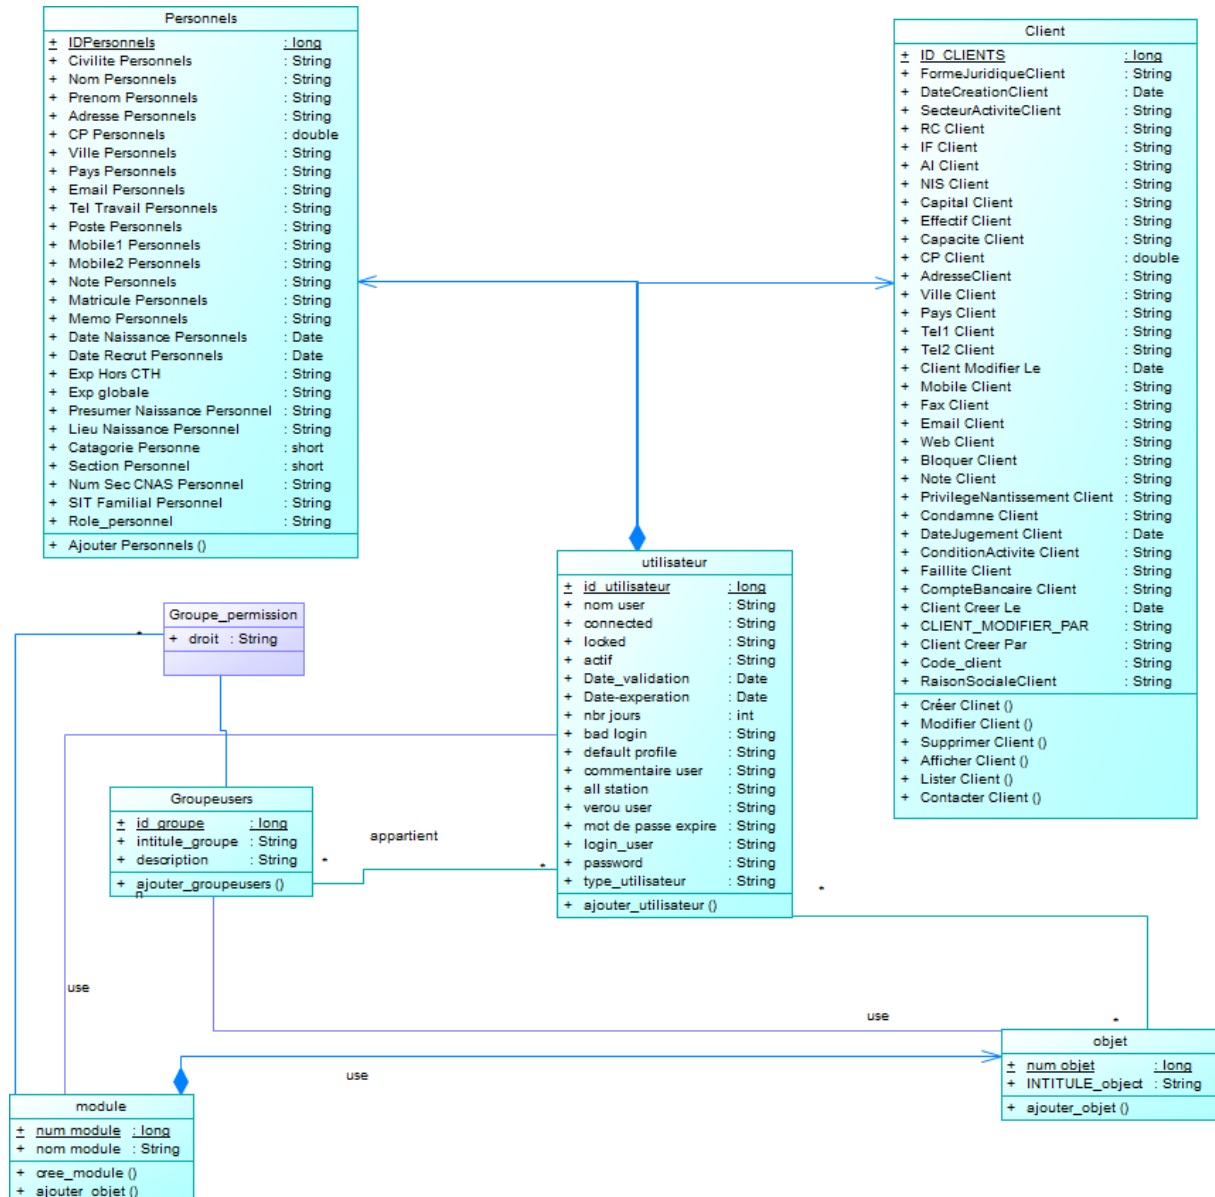 Personnels
+ IDPersonnels : long
+ Civilite Personnels : String
+ Nom Personnels : String
+ Prenom Personnels : String
+ Adresse Personnels : String
+ CP Personnels : double
+ Ville Personnels : String
+ Pays Personnels : String
+ Email Personnels : String
+ Tel Travail Personnels : String
+ Poste Personnels : String
+ Mobile1 Personnels : String
+ Mobile2 Personnels : String
+ Note Personnels : String
+ Matricule Personnels : String
+ Memo Personnels : String
+ Date Naissance Personnels : Date
+ Date Recrut Personnels : Date
+ Exp Hors CTH : String
+ Exp globale : String
+ Presumer Naissance Personnel : String
+ Lieu Naissance Personnel : String
+ Catagorie Personne : short
+ Section Personnel : short
+ Num Sec CNAS Personnel : String
+ SIT Familial Personnel : String
+ Role_personnel : String
+ Ajouter Personnels ()
Client
+ ID_CLIENTS : long
+ FormeJuridiqueClient : String
+ DateCreationClient : Date
+ SecteurActiviteClient : String
+ RC Client : String
+ IF Client : String
+ AI Client : String
+ NIS Client : String
+ Capital Client : String
+ Effectif Client : String
+ Capacite Client : String
+ CP Client : double
+ AdresseClient : String
+ Ville Client : String
+ Pays Client : String
+ Tel1 Client : String
+ Tel2 Client : String
+ Client Modifier Le : Date
+ Mobile Client : String
+ Fax Client : String
+ Email Client : String
+ Web Client : String
+ Bloquer Client : String
+ Note Client : String
+ PrivilegeNantissement Client : String
+ Condamne Client : String
+ DateJugement Client : Date
+ ConditionActivite Client : String
+ Faillite Client : String
+ CompteBancaire Client : String
+ Client Creer Le : Date
+ CLIENT_MODIFIER_PAR : String
+ Client Creer Par : String
+ Code_client : String
+ RaisonSocialeClient : String
+ Créer Clinet ()
+ Modifier Client ()
+ Supprimer Client ()
+ Afficher Client ()
+ Lister Client ()
+ Contacter Client ()
utilisateur
+ id_utilisateur : long
+ nom user : String
+ connected : String
+ locked : String
+ actif : String
+ Date_validation : Date
+ Date-experation : Date
+ nbr jours : int
+ bad login : String
+ default profile : String
+ commentaire user : String
+ all station : String
+ verou user : String
+ mot de passe expire : String
+ login_user : String
+ password : String
+ type_utilisateur : String
+ ajouter_utilisateur ()
Groupe_permission
+ droit : String
*
Groupeusers
+ id_groupe : long
+ intitule_groupe : String
+ description : String
+ ajouter_groupeusers ()
n
*
appartient
*
*
use
use
*
use
objet
+ num objet : long
+ INTITULE_object : String
+ ajouter_objet ()
module
+ num module : long
+ nom module : String
+ cree_module ()
+ ajouter_objet ()